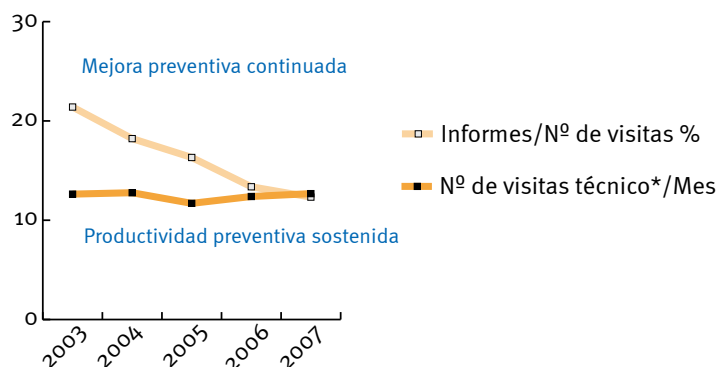 30
Mejora preventiva continuada
20
Informes/Nº de visitas %
Nº de visitas técnico*/Mes
10
Productividad preventiva sostenida
0
2003
2004
2005
2006
2007